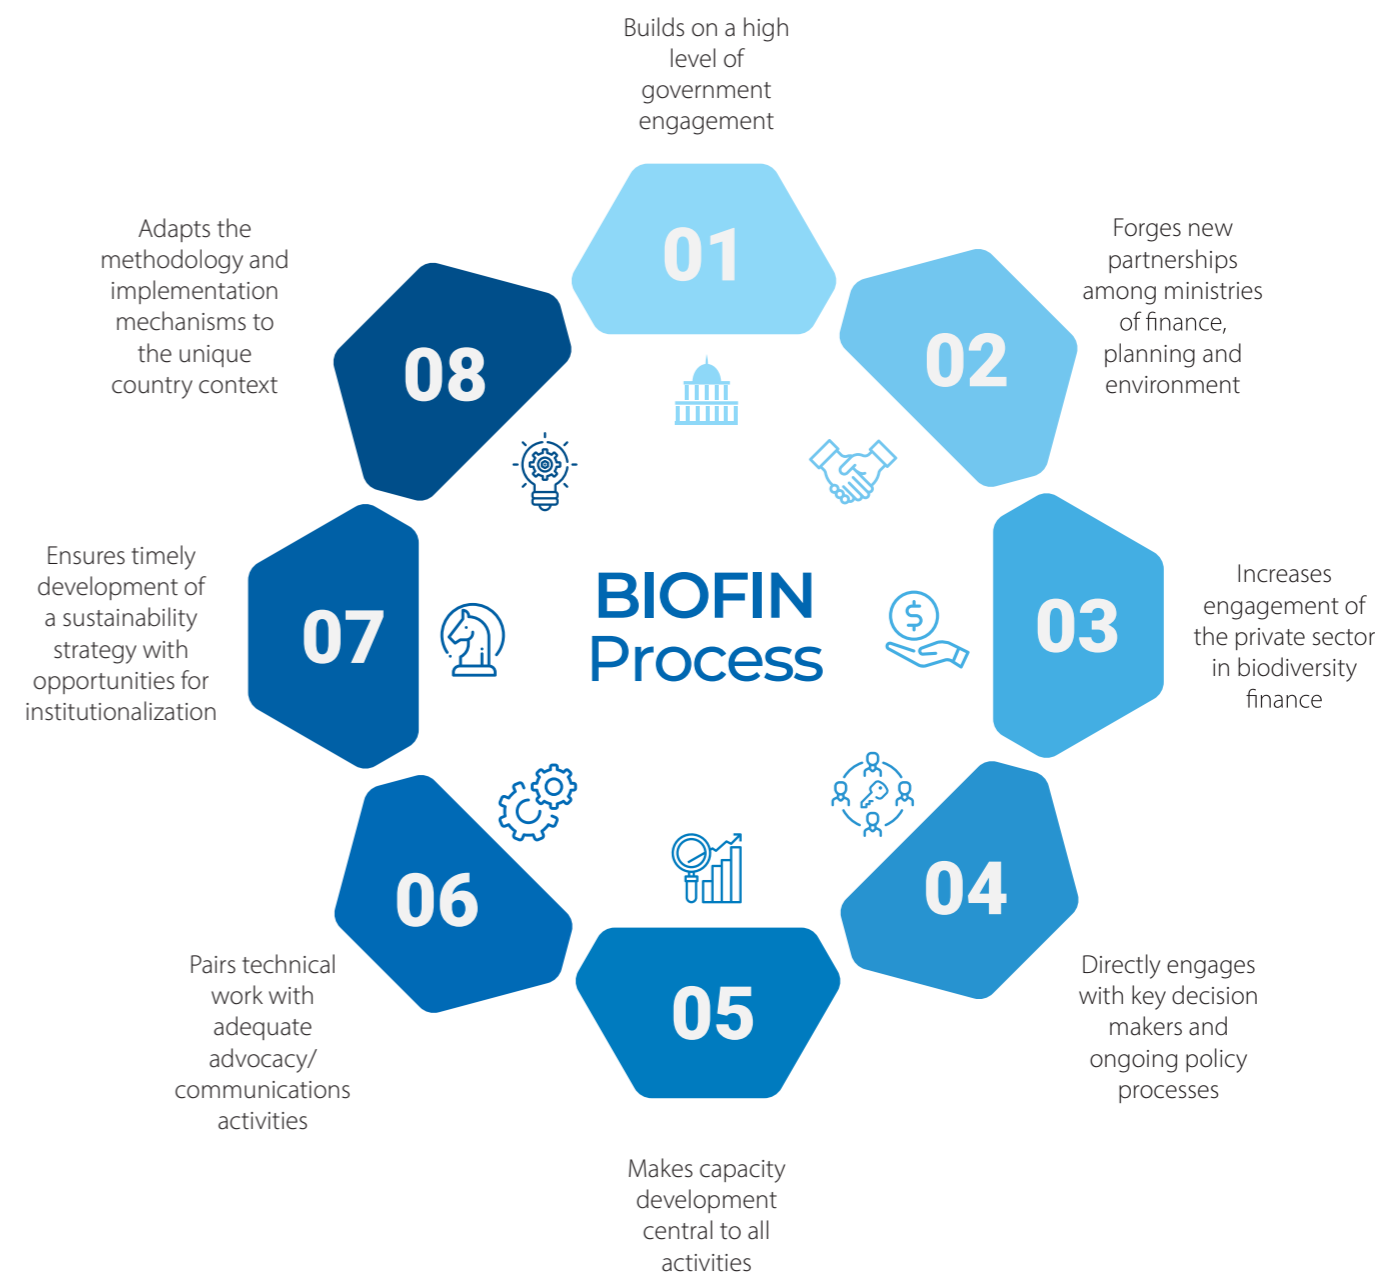 BIOFIN
Process
01
Builds on a high
level of
government
engagement
02
Forges new
partnerships
among ministries
of finance,
planning and
environment
03
Increases
engagement of
the private sector
in biodiversity
finance
04
Directly engages
with key decision
makers and
ongoing policy
processes
05
Makes capacity
development
central to all
activities
06
Pairs technical
work with
adequate
advocacy/
communications
activities
07
Ensures timely
development of
a sustainability
strategy with
opportunities for
institutionalization
08
Adapts the
methodology and
implementation
mechanisms to
the unique
country context